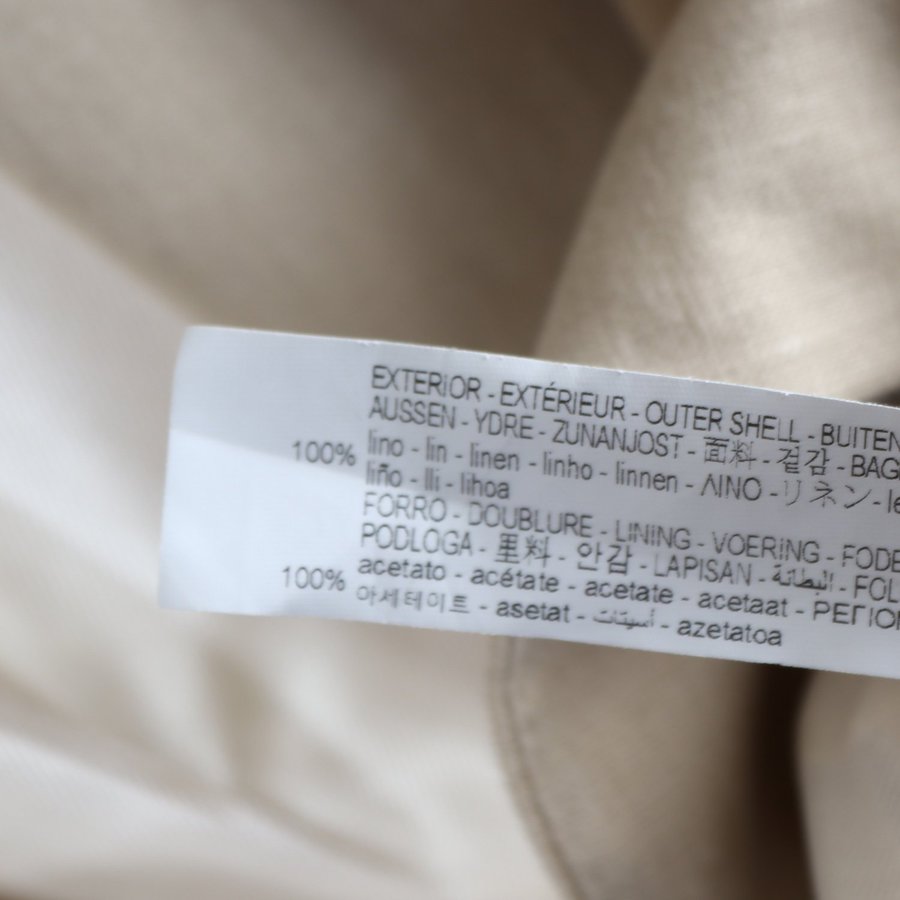 EXTERIOR - EXTÉRIEUR - OUTER SHELL - BUITEN
AUSSEN - YDRE - ZUNANJOST - 面料 - 겉감 - BAG
100% lino - lin - linen - linho - linnen - ΛΙΝΟ - リネン - le
liño - lli - lihoa
FORRO - DOUBLURE - LINING - VOERING - FODE
PODLOGA - 里料 - 안감 - LAPISAN - البطانة - FOL
100% acetato - acétate - acetate - acetaat - ΡΕΓΙΟΝ
아세테이트 - asetat - أسيتات - azetatoa